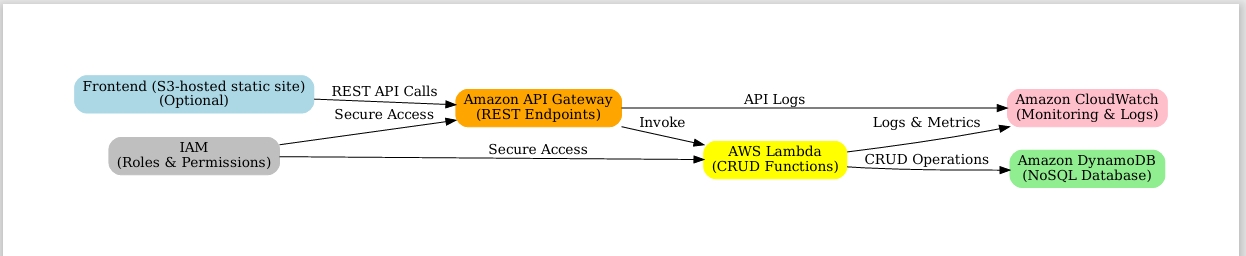 Frontend (S3-hosted static site)
(Optional)
REST API Calls
Secure Access
IAM
(Roles & Permissions)
Amazon API Gateway
(REST Endpoints)
API Logs
Invoke
Secure Access
AWS Lambda
(CRUD Functions)
Logs & Metrics
CRUD Operations
Amazon CloudWatch
(Monitoring & Logs)
Amazon DynamoDB
(NoSQL Database)